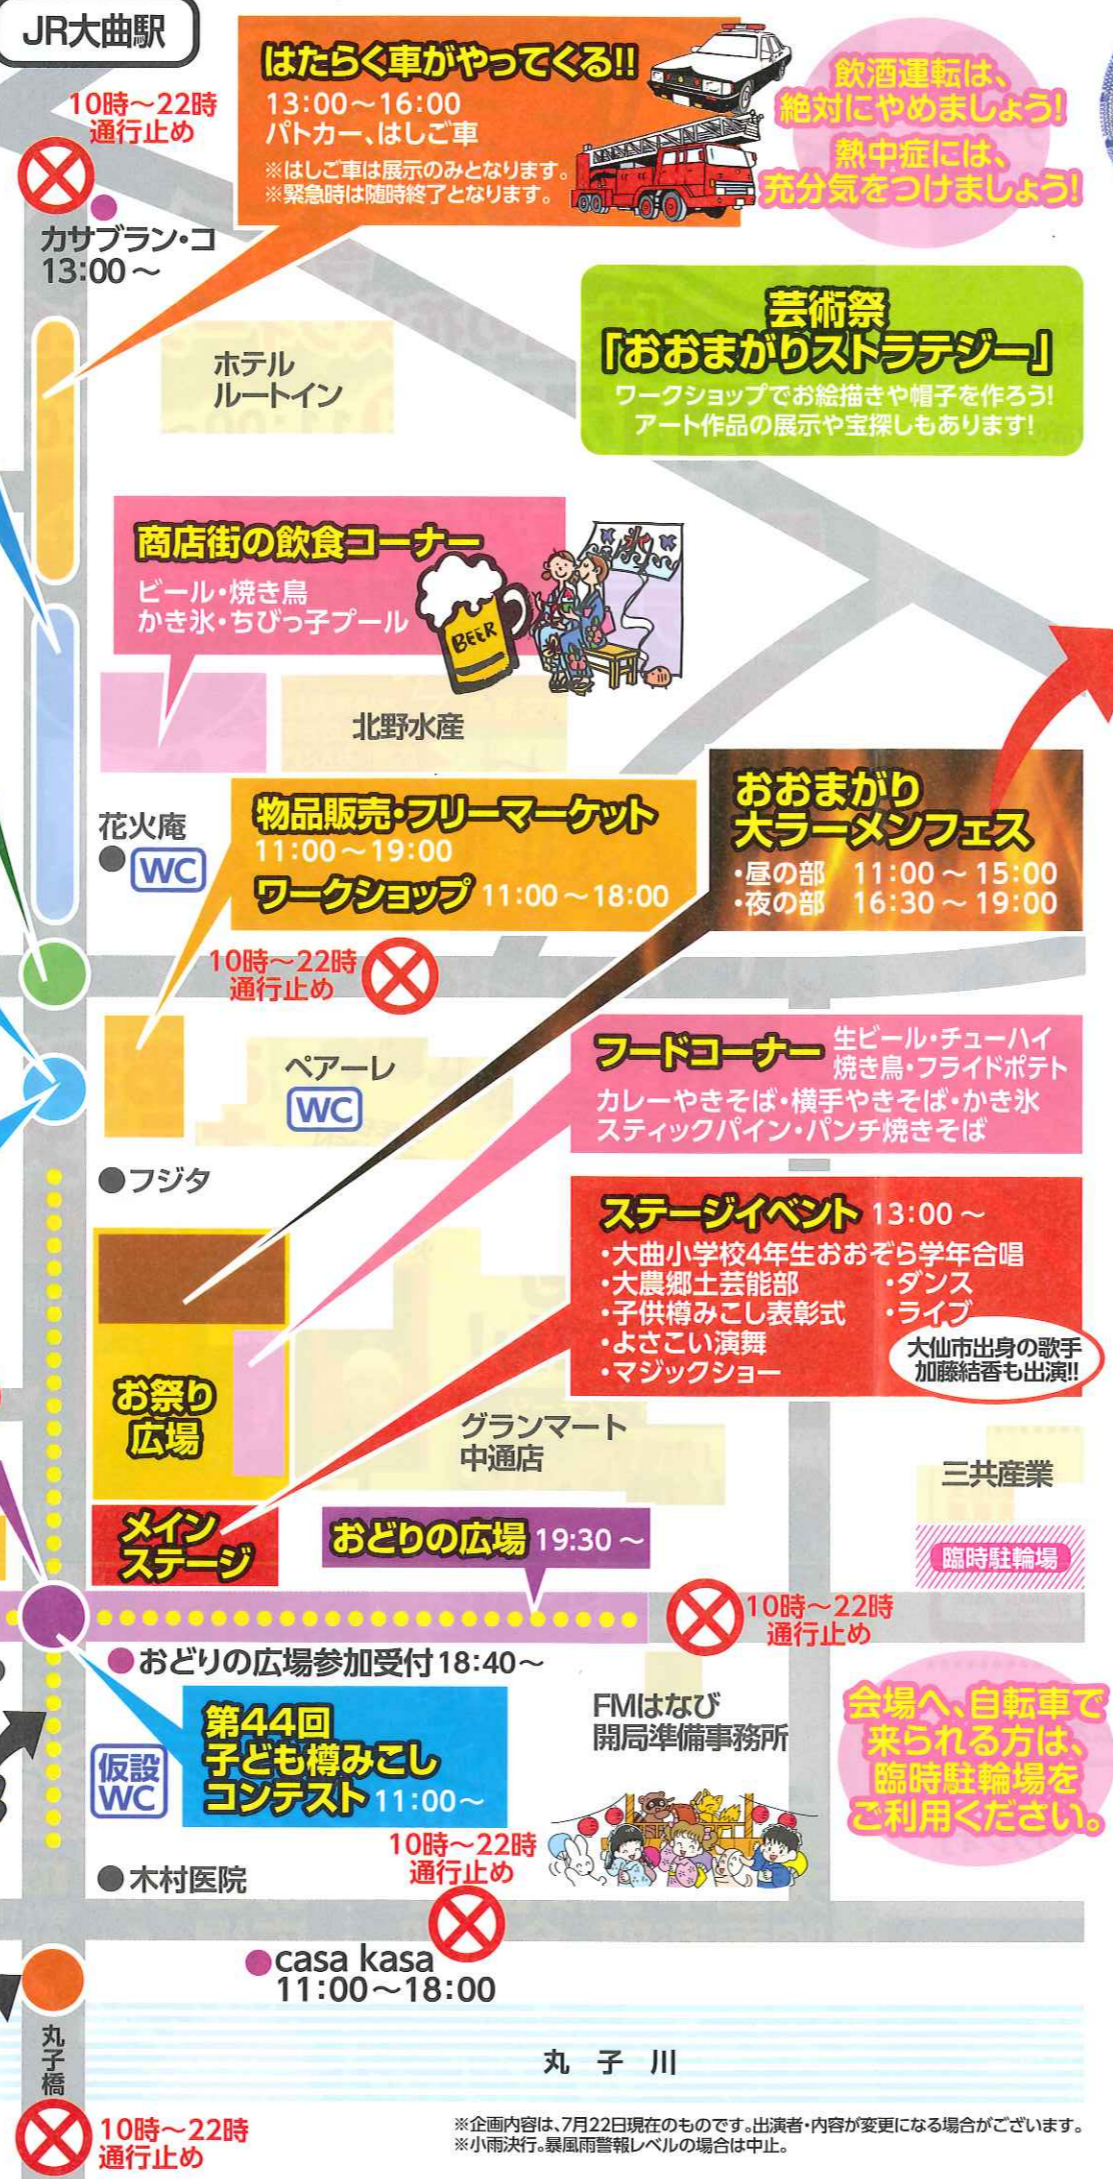 JR大曲駅
はたらく車がやってくる!!
13:00～16:00
パトカー、はしご車
※はしご車は展示のみとなります。
※緊急時は随時終了となります。
飲酒運転は、
絶対にやめましょう!
熱中症には、
充分気をつけましょう!
10時～22時
通行止め
カサブラン・コ
13:00～
ホテル
ルートイン
芸術祭
「おおまがりストラテジー」
ワークショップでお絵描きや帽子を作ろう!
アート作品の展示や宝探しもあります!
商店街の飲食コーナー
ビール・焼き鳥
かき氷・ちびっ子プール
BEER
氷
北野水産
花火庵
WC
物品販売・フリーマーケット
11:00～19:00
ワークショップ 11:00～18:00
おおまがり
大ラーメンフェス
・昼の部 11:00～15:00
・夜の部 16:30～19:00
10時～22時
通行止め
ペアーレ
WC
フードコーナー 生ビール・チューハイ
焼き鳥・フライドポテト
カレーやきそば・横手やきそば・かき氷
スティックパイン・パンチ焼きそば
フジタ
ステージイベント 13:00～
・大曲小学校4年生おおぞら学年合唱
・大農郷土芸能部 ・ダンス
・子供樽みこし表彰式 ・ライブ
・よさこい演舞
・マジックショー
大仙市出身の歌手
加藤結香も出演!!
お祭り
広場
グランマート
中通店
三共産業
メイン
ステージ
おどりの広場 19:30～
臨時駐輪場
10時～22時
通行止め
おどりの広場参加受付18:40～
第44回
子ども樽みこし
コンテスト 11:00～
仮設
WC
FMはなび
開局準備事務所
会場へ、自転車で
来られる方は、
臨時駐輪場を
ご利用ください。
10時～22時
通行止め
木村医院
casa kasa
11:00～18:00
丸子橋
丸子川
10時～22時
通行止め
※企画内容は、7月22日現在のものです。出演者・内容が変更になる場合がございます。
※小雨決行。暴風雨警報レベルの場合は中止。